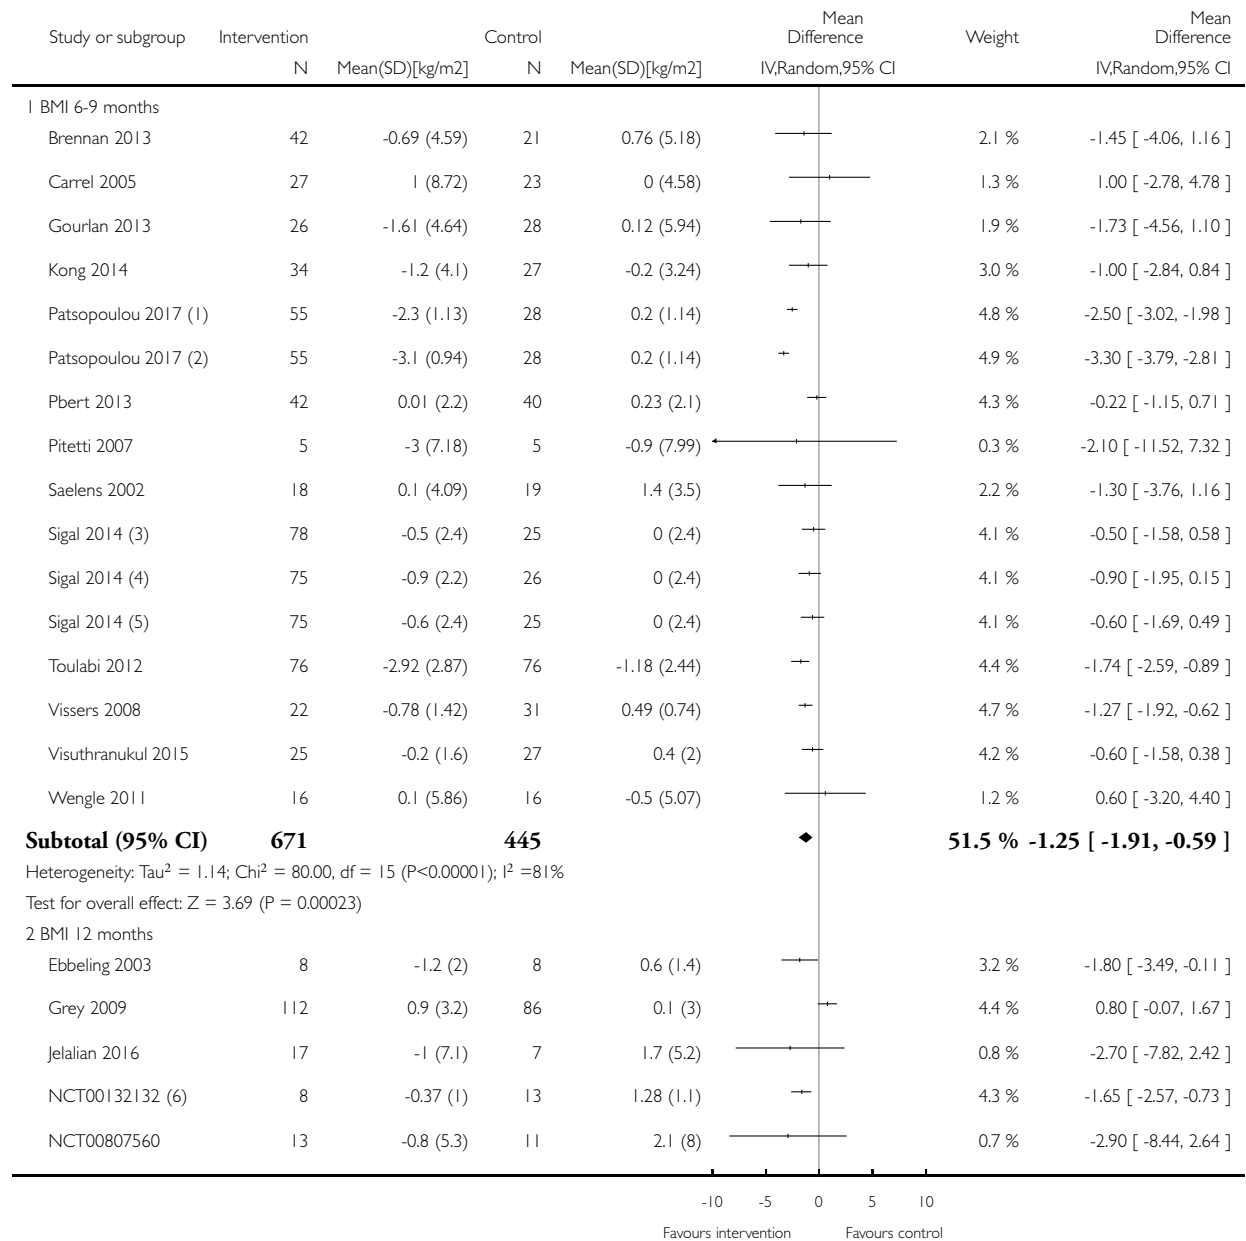 Mean Mean
Study or subgroup Intervention Control Difference Weight Difference
N Mean(SD)[kg/m2] N Mean(SD)[kg/m2] IV,Random,95% CI IV,Random,95% CI
1 BMI 6-9 months
Brennan 2013 42 -0.69 (4.59) 21 0.76 (5.18) 2.1 % -1.45 [ -4.06, 1.16 ]
Carrel 2005 27 1 (8.72) 23 0 (4.58) 1.3 % 1.00 [ -2.78, 4.78 ]
Gourlan 2013 26 -1.61 (4.64) 28 0.12 (5.94) 1.9 % -1.73 [ -4.56, 1.10 ]
Kong 2014 34 -1.2 (4.1) 27 -0.2 (3.24) 3.0 % -1.00 [ -2.84, 0.84 ]
Patsopoulou 2017 (1) 55 -2.3 (1.13) 28 0.2 (1.14) 4.8 % -2.50 [ -3.02, -1.98 ]
Patsopoulou 2017 (2) 55 -3.1 (0.94) 28 0.2 (1.14) 4.9 % -3.30 [ -3.79, -2.81 ]
Pbert 2013 42 0.01 (2.2) 40 0.23 (2.1) 4.3 % -0.22 [ -1.15, 0.71 ]
Pitetti 2007 5 -3 (7.18) 5 -0.9 (7.99) 0.3 % -2.10 [ -11.52, 7.32 ]
Saelens 2002 18 0.1 (4.09) 19 1.4 (3.5) 2.2 % -1.30 [ -3.76, 1.16 ]
Sigal 2014 (3) 78 -0.5 (2.4) 25 0 (2.4) 4.1 % -0.50 [ -1.58, 0.58 ]
Sigal 2014 (4) 75 -0.9 (2.2) 26 0 (2.4) 4.1 % -0.90 [ -1.95, 0.15 ]
Sigal 2014 (5) 75 -0.6 (2.4) 25 0 (2.4) 4.1 % -0.60 [ -1.69, 0.49 ]
Toulabi 2012 76 -2.92 (2.87) 76 -1.18 (2.44) 4.4 % -1.74 [ -2.59, -0.89 ]
Vissers 2008 22 -0.78 (1.42) 31 0.49 (0.74) 4.7 % -1.27 [ -1.92, -0.62 ]
Visuthranukul 2015 25 -0.2 (1.6) 27 0.4 (2) 4.2 % -0.60 [ -1.58, 0.38 ]
Wengle 2011 16 0.1 (5.86) 16 -0.5 (5.07) 1.2 % 0.60 [ -3.20, 4.40 ]
Subtotal (95% CI) 671 445 51.5 % -1.25 [ -1.91, -0.59 ]
Heterogeneity: Tau² = 1.14; Chi² = 80.00, df = 15 (P<0.00001); I² =81%
Test for overall effect: Z = 3.69 (P = 0.00023)
2 BMI 12 months
Ebbeling 2003 8 -1.2 (2) 8 0.6 (1.4) 3.2 % -1.80 [ -3.49, -0.11 ]
Grey 2009 112 0.9 (3.2) 86 0.1 (3) 4.4 % 0.80 [ -0.07, 1.67 ]
Jelalian 2016 17 -1 (7.1) 7 1.7 (5.2) 0.8 % -2.70 [ -7.82, 2.42 ]
NCT00132132 (6) 8 -0.37 (1) 13 1.28 (1.1) 4.3 % -1.65 [ -2.57, -0.73 ]
NCT00807560 13 -0.8 (5.3) 11 2.1 (8) 0.7 % -2.90 [ -8.44, 2.64 ]
-10 -5 0 5 10
Favours intervention Favours control